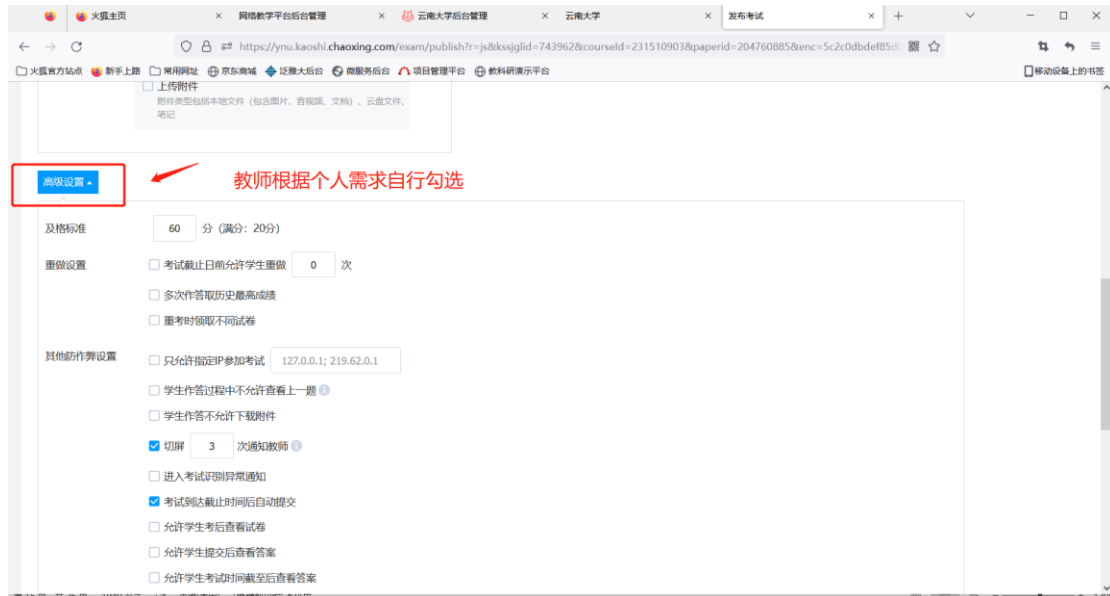 火狐主页 网络教学平台后台管理 云南大学后台管理 云南大学 发布考试
https://ynu.kaoshi.chaoxing.com/exam/publish?r=js&kssjglid=743962&courseId=231510903&paperId=204760885&enc=5c2c0dbdef85d
火狐官方站点 新手上路 常用网址 京东商城 泛雅大后台 微服务后台 项目管理平台 教科研演示平台 移动设备上的书签
上传附件
附件类型包括本地文件（包含图片、音视频、文档）、云盘文件、
笔记
高级设置 教师根据个人需求自行勾选
及格标准 60 分（满分：20分）
重做设置 考试截止日前允许学生重做 0 次
多次作答取历史最高成绩
重考时领取不同试卷
其他防作弊设置 只允许指定IP参加考试 127.0.0.1; 219.62.0.1
学生作答过程中不允许查看上一题
学生作答不允许下载附件
切屏 3 次通知教师
进入考试识别异常通知
考试到达截止时间后自动提交
允许学生考后查看试卷
允许学生提交后查看答案
允许学生考试时间截至后查看答案